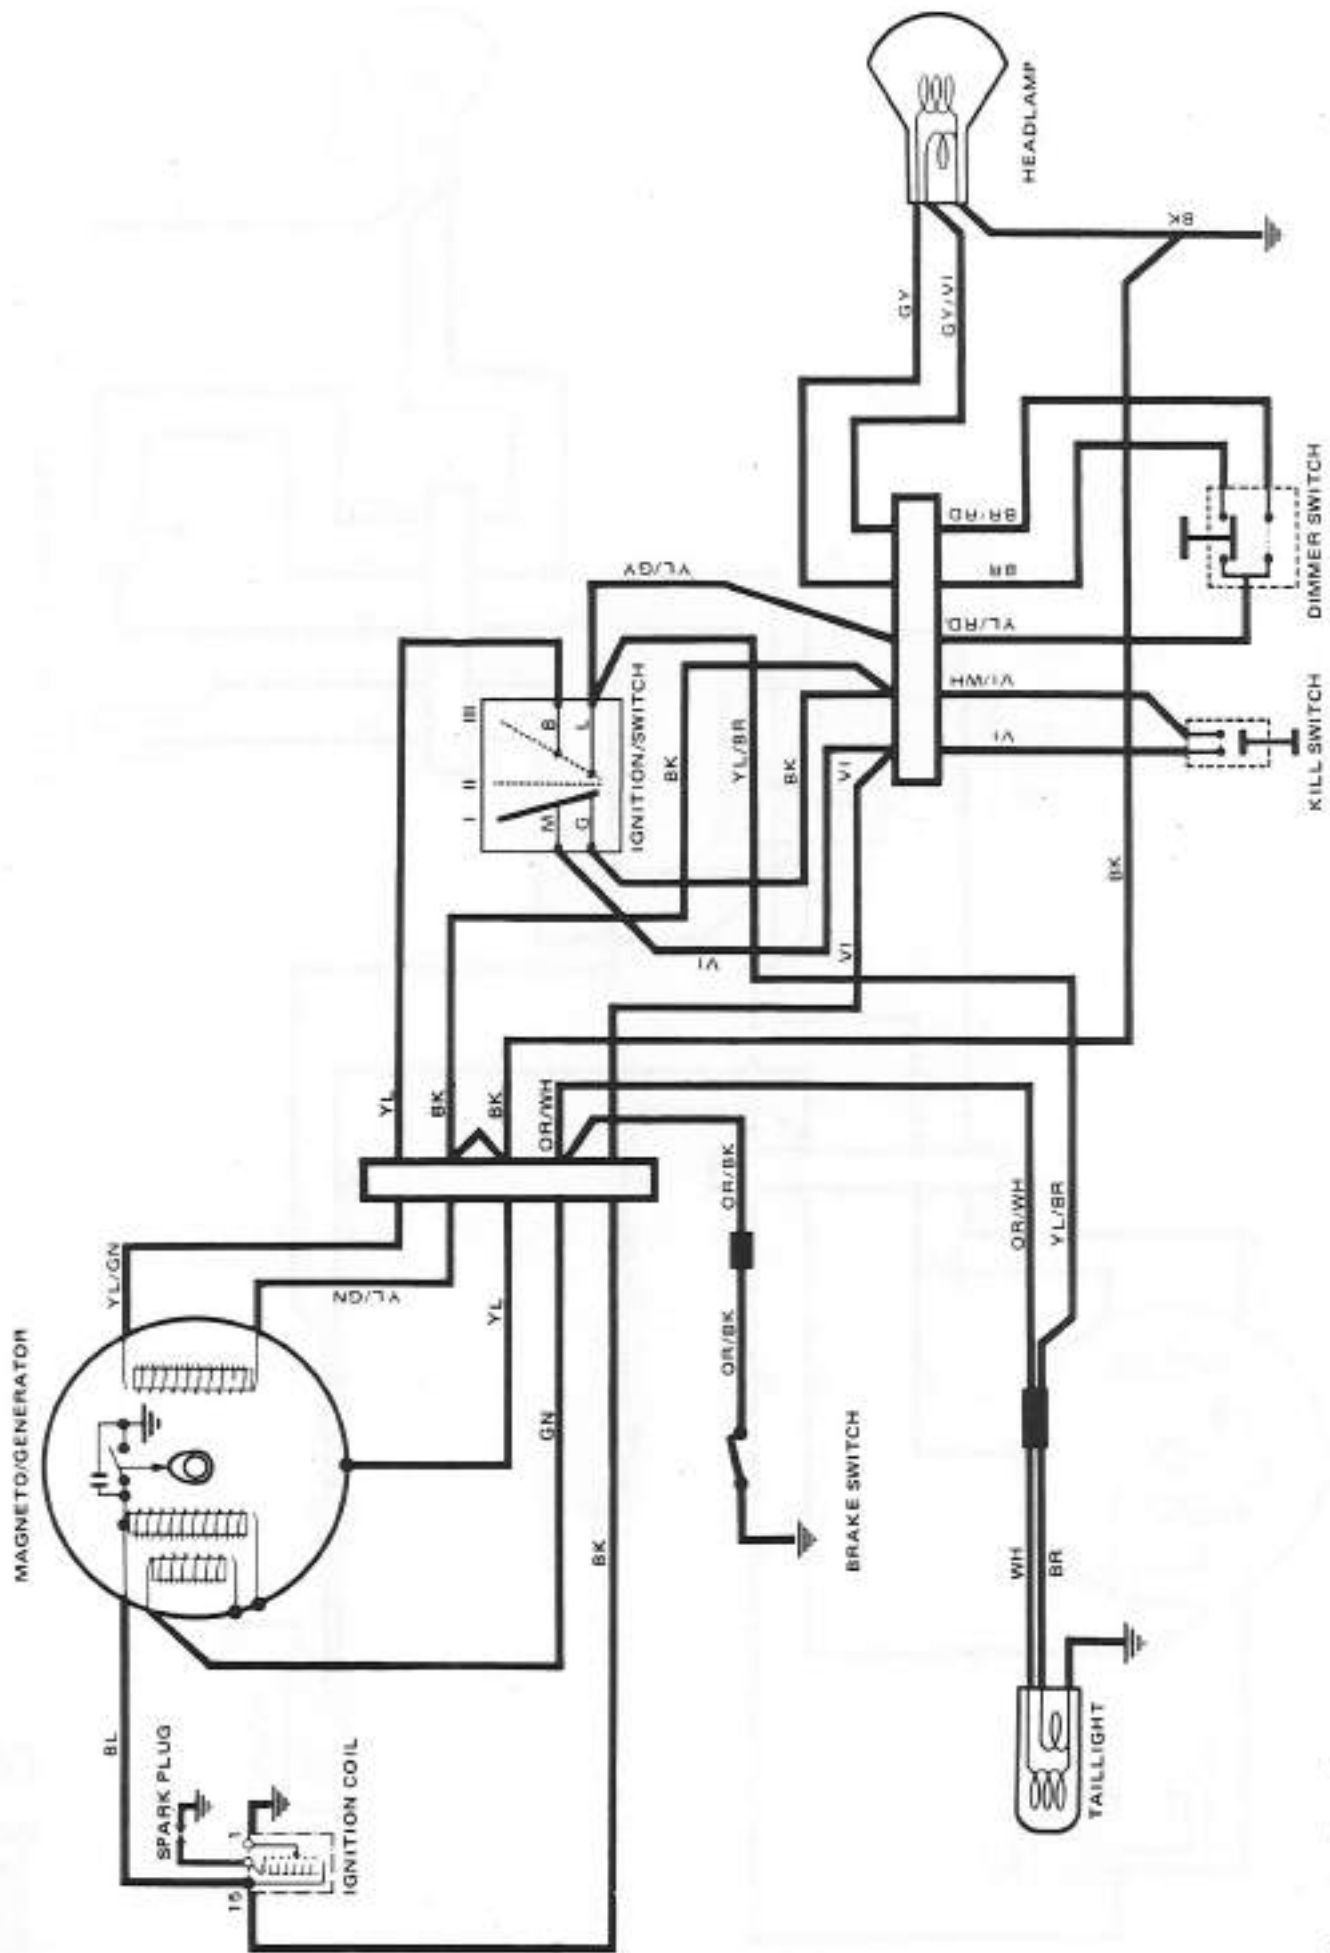 MAGNETO/GENERATOR
YL/GN
YL/GN
YL
GN
BK
BL
SPARK PLUG
15
1
IGNITION COIL
YL
BK
BK
OR/WH
OR/BK
OR/BK
BRAKE SWITCH
OR/WH
YL/BR
WH
BR
TAILLIGHT
I
II
III
M
B
G
L
IGNITION/SWITCH
YL/GY
BK
YL/BR
BK
VI
VI
VI
BK
GY
GY/VI
HEADLAMP
BK
BR/RD
BR
YL/RD
VI/WH
VI
DIMMER SWITCH
KILL SWITCH